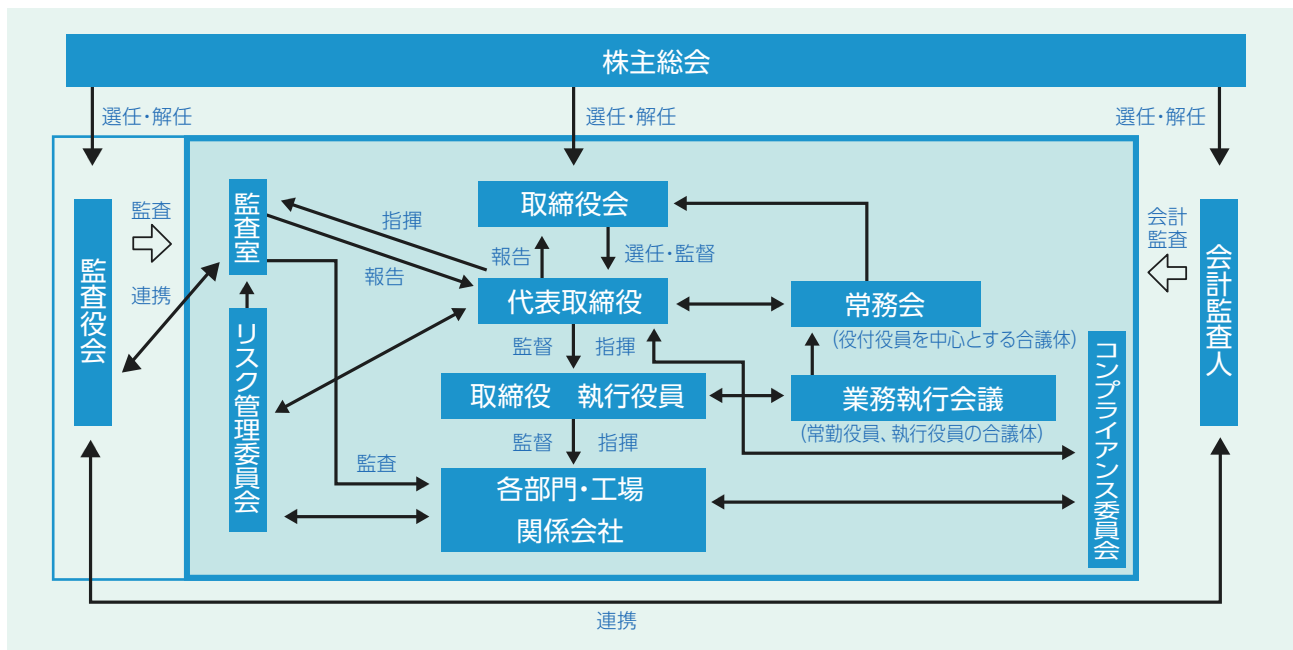 株主総会
選任・解任
選任・解任
選任・解任
監査役会
監査
連携
監査室
リスク管理委員会
指揮
報告
監査
取締役会
報告
選任・監督
代表取締役
監督
指揮
取締役　執行役員
監督
指揮
各部門・工場
関係会社
常務会
(役付役員を中心とする合議体)
業務執行会議
(常勤役員、執行役員の合議体)
コンプライアンス委員会
会計
監査
会計監査人
連携